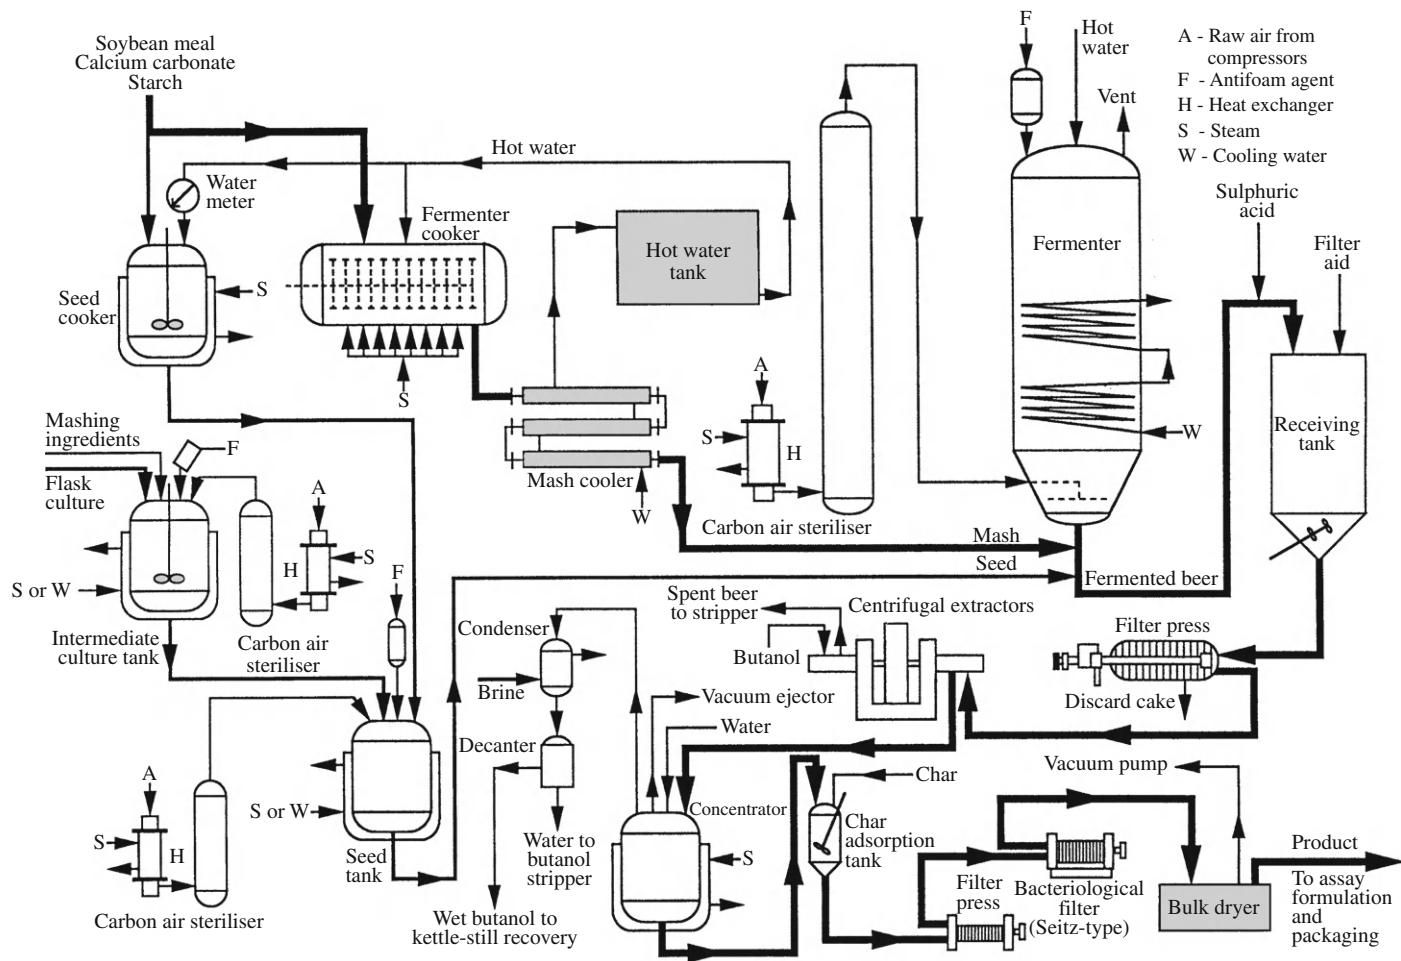 Soybean meal
Calcium carbonate
Starch
F
Hot
water
Vent
A - Raw air from
compressors
F - Antifoam agent
H - Heat exchanger
S - Steam
W - Cooling water
Hot water
Water
meter
Fermenter
cooker
Hot water
tank
Fermenter
Sulphuric
acid
Filter
aid
Seed
cooker
S
S
A
S
H
W
Receiving
tank
Mashing
ingredients
F
Flask
culture
Mash cooler
W
Carbon air steriliser
Mash
Seed
Fermented beer
A
S
H
S or W
F
Intermediate
culture tank
Carbon air
steriliser
Condenser
Brine
Spent beer
to stripper
Centrifugal extractors
Butanol
Filter press
Discard cake
Vacuum ejector
Water
Decanter
A
S
H
S or W
Seed
tank
Carbon air steriliser
Water to
butanol
stripper
Wet butanol to
kettle-still recovery
Concentrator
S
Char
Char
adsorption
tank
Vacuum pump
Filter
press
Bacteriological
filter
(Seitz-type)
Bulk dryer
Product
To assay
formulation
and
packaging